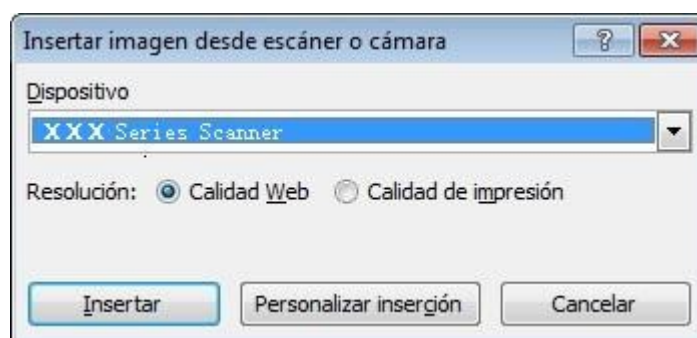 Insertar imagen desde escáner o cámara
Dispositivo
XXX Series Scanner
Resolución: Calidad Web Calidad de impresión
Insertar Personalizar inserción Cancelar